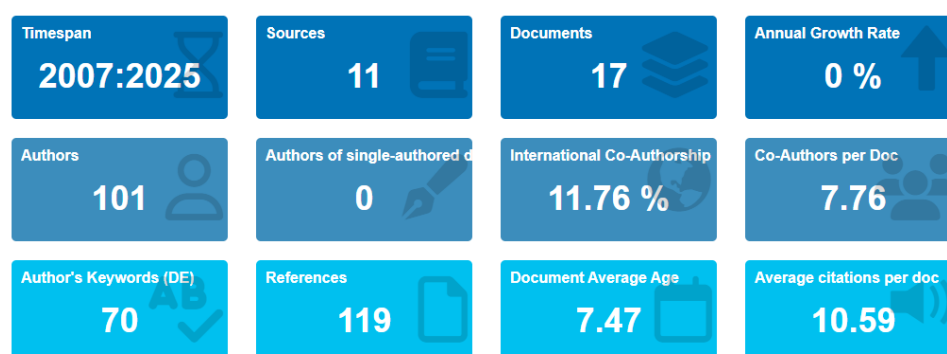 Timespan
2007:2025
Sources
11
Documents
17
Annual Growth Rate
0 %
Authors
101
Authors of single-authored d
0
International Co-Authorship
11.76 %
Co-Authors per Doc
7.76
Author's Keywords (DE)
70
References
119
Document Average Age
7.47
Average citations per doc
10.59
AB